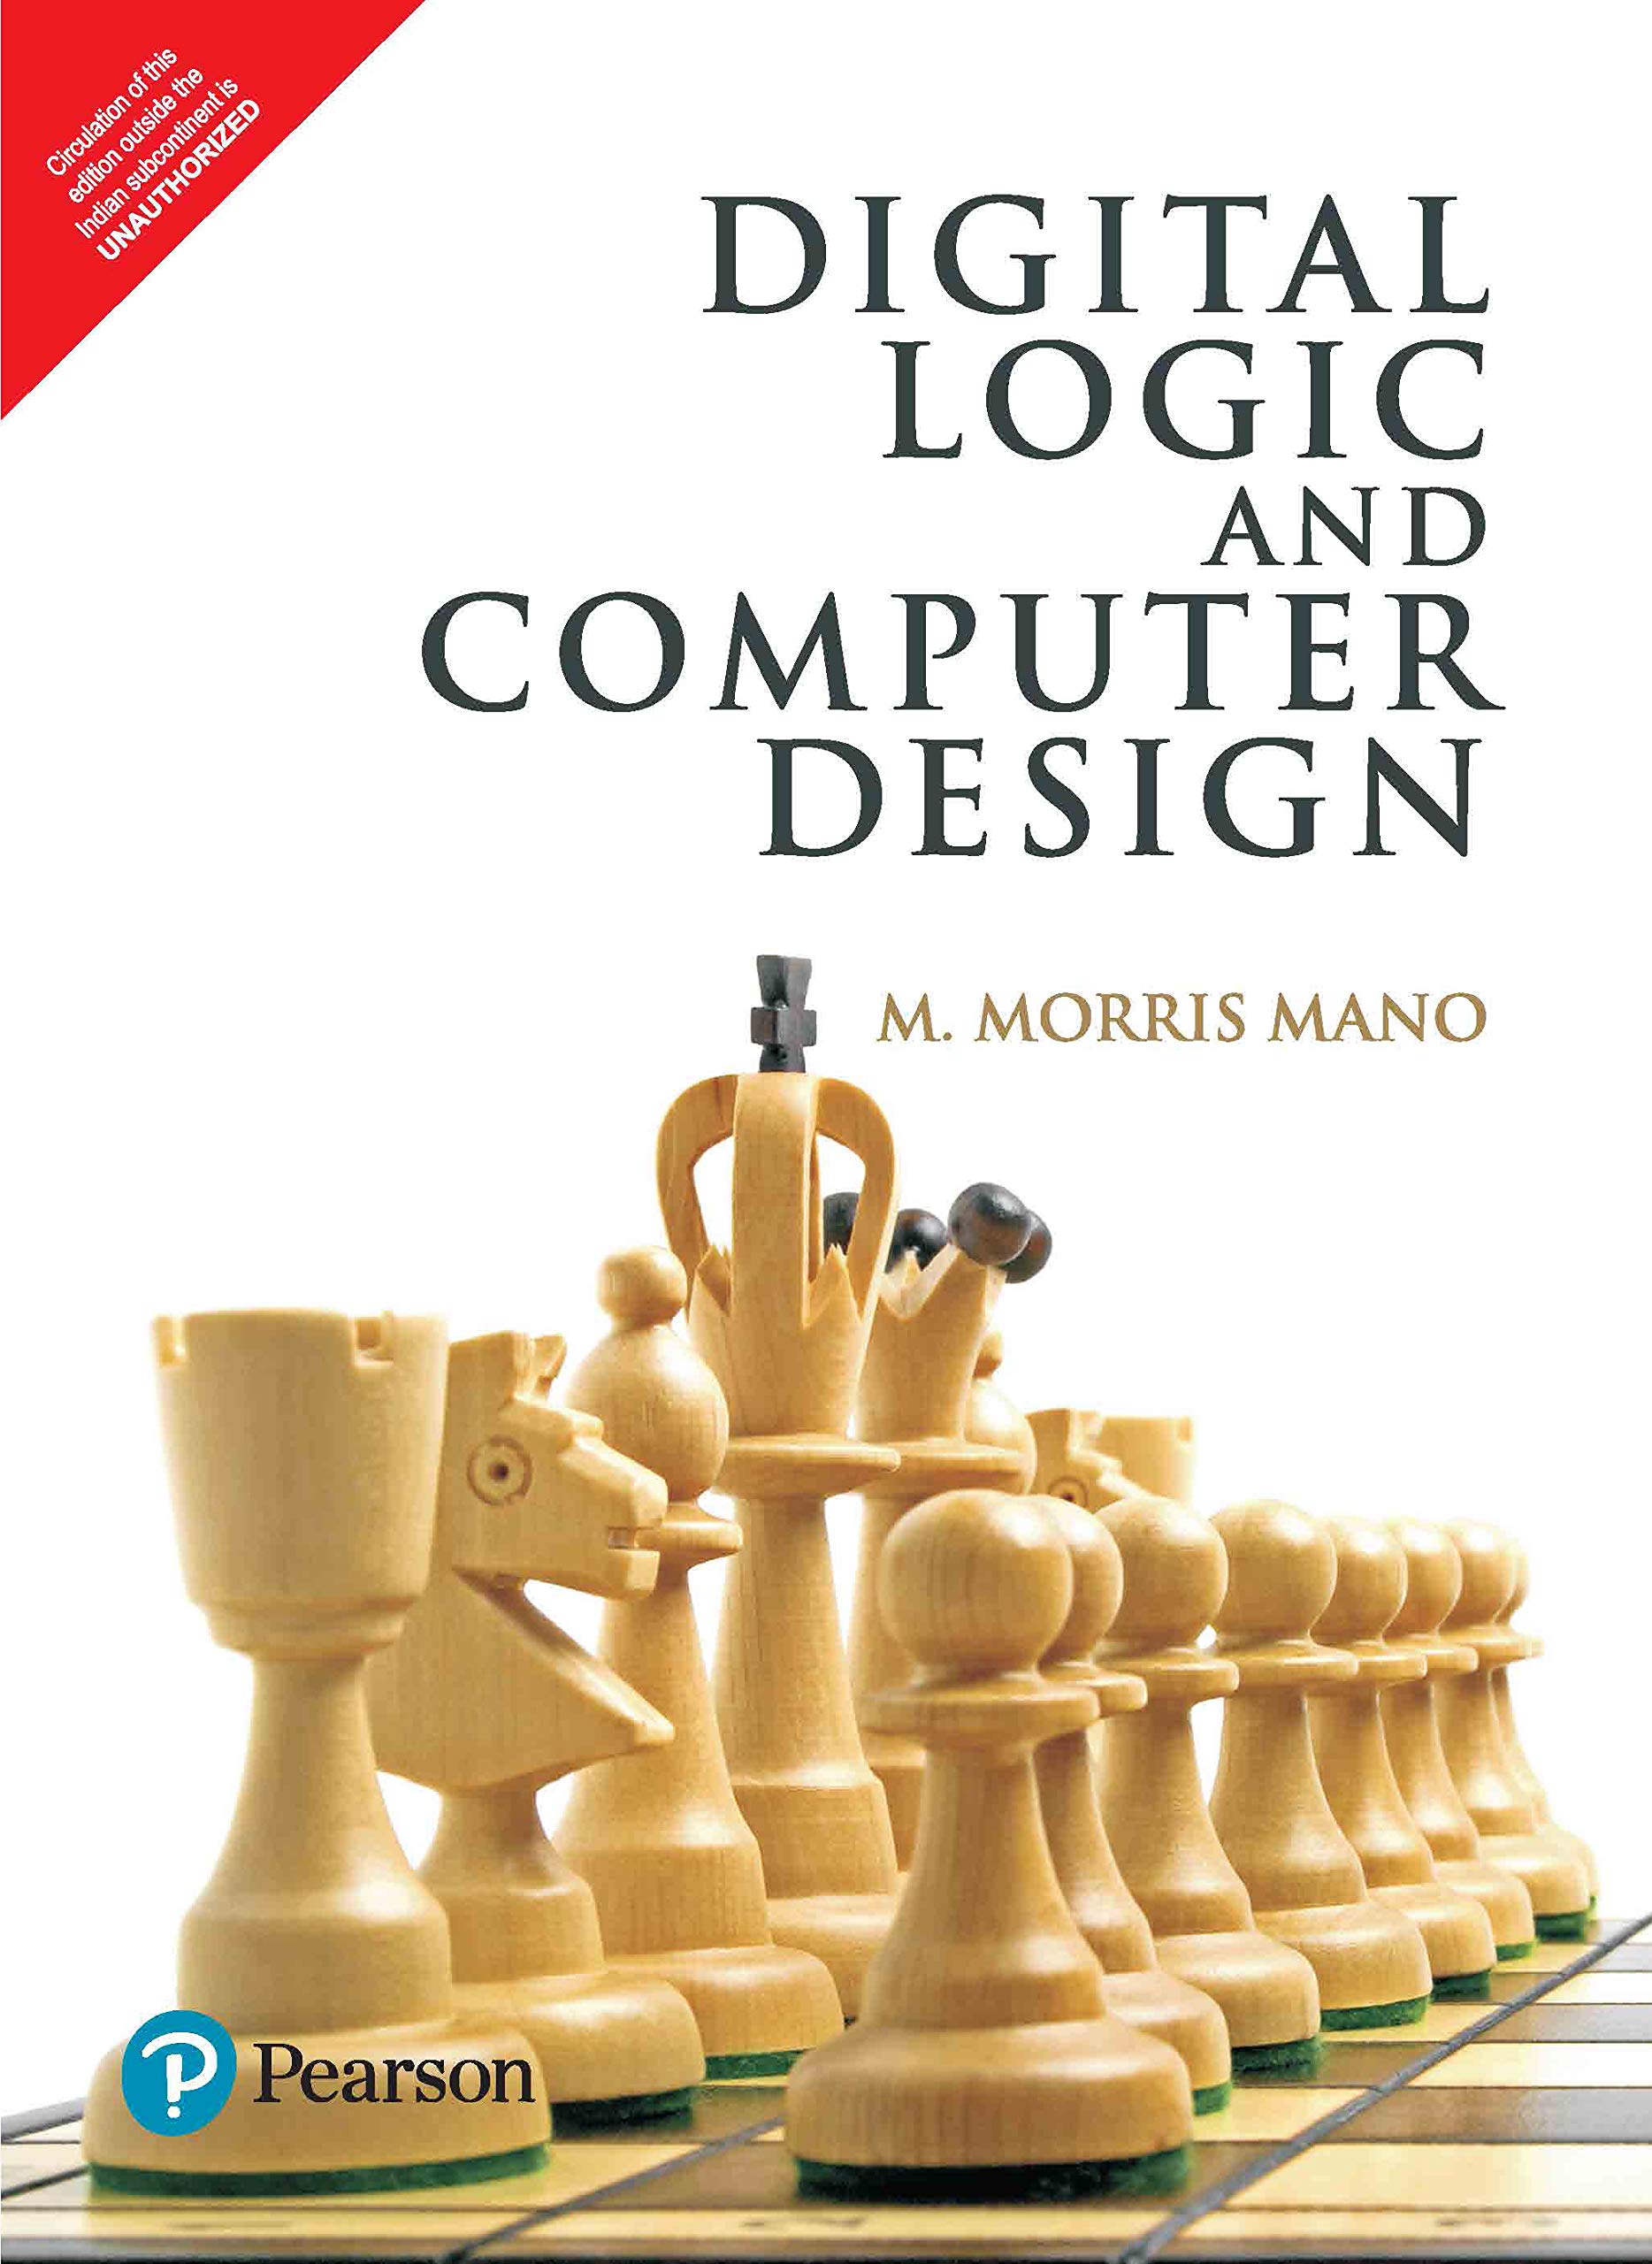 Circulation of this
edition outside the
Indian subcontinent is
UNAUTHORIZED
DIGITAL
LOGIC
AND
COMPUTER
DESIGN
M. MORRIS MANO
Pearson